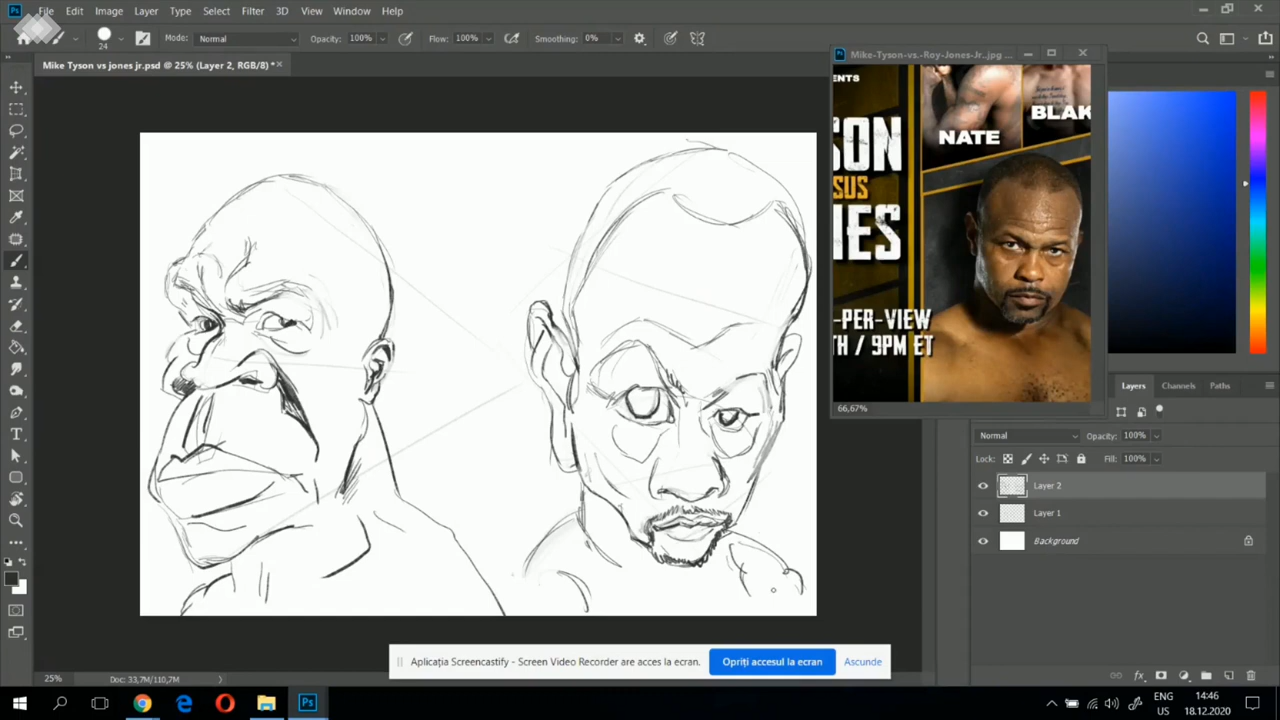 Ps File Edit Image Layer Type Select Filter 3D View Window Help
24 Mode: Normal Opacity: 100% Flow: 100% Smoothing: 0%
Mike Tyson vs jones jr.psd @ 25% (Layer 2, RGB/8) *
Mike-Tyson-vs.-Roy-Jones-Jr..jpg ...
ENTS
BLAK
NATE
SON
SUS
IES
-PER-VIEW
TH / 9PM ET
66,67%
Layers Channels Paths
Normal Opacity: 100%
Lock: Fill: 100%
Layer 2
Layer 1
Background
Aplicația Screencastify - Screen Video Recorder are acces la ecran. Opriți accesul la ecran Ascunde
25% Doc: 33,7M/110,7M
ENG 14:46
US 18.12.2020